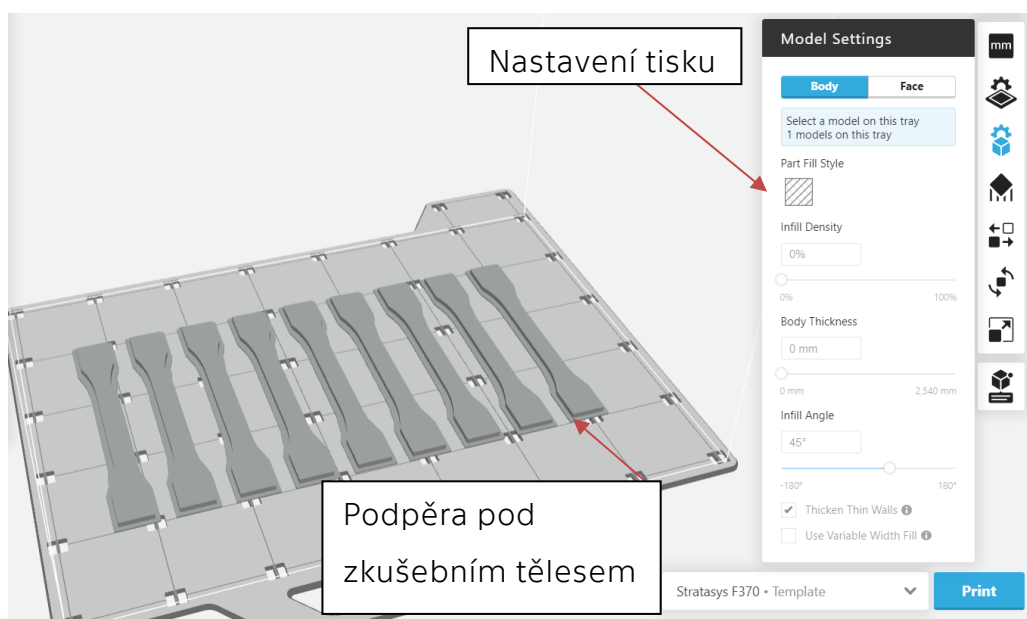 Nastavení tisku
Model Settings
mm
Body Face
Select a model on this tray
1 models on this tray
Part Fill Style
Infill Density
0%
0% 100%
Body Thickness
0 mm
0 mm 2,540 mm
Infill Angle
45°
-180° 180°
Thicken Thin Walls
Use Variable Width Fill
Podpěra pod
zkušebním tělesem
Stratasys F370 • Template
Print